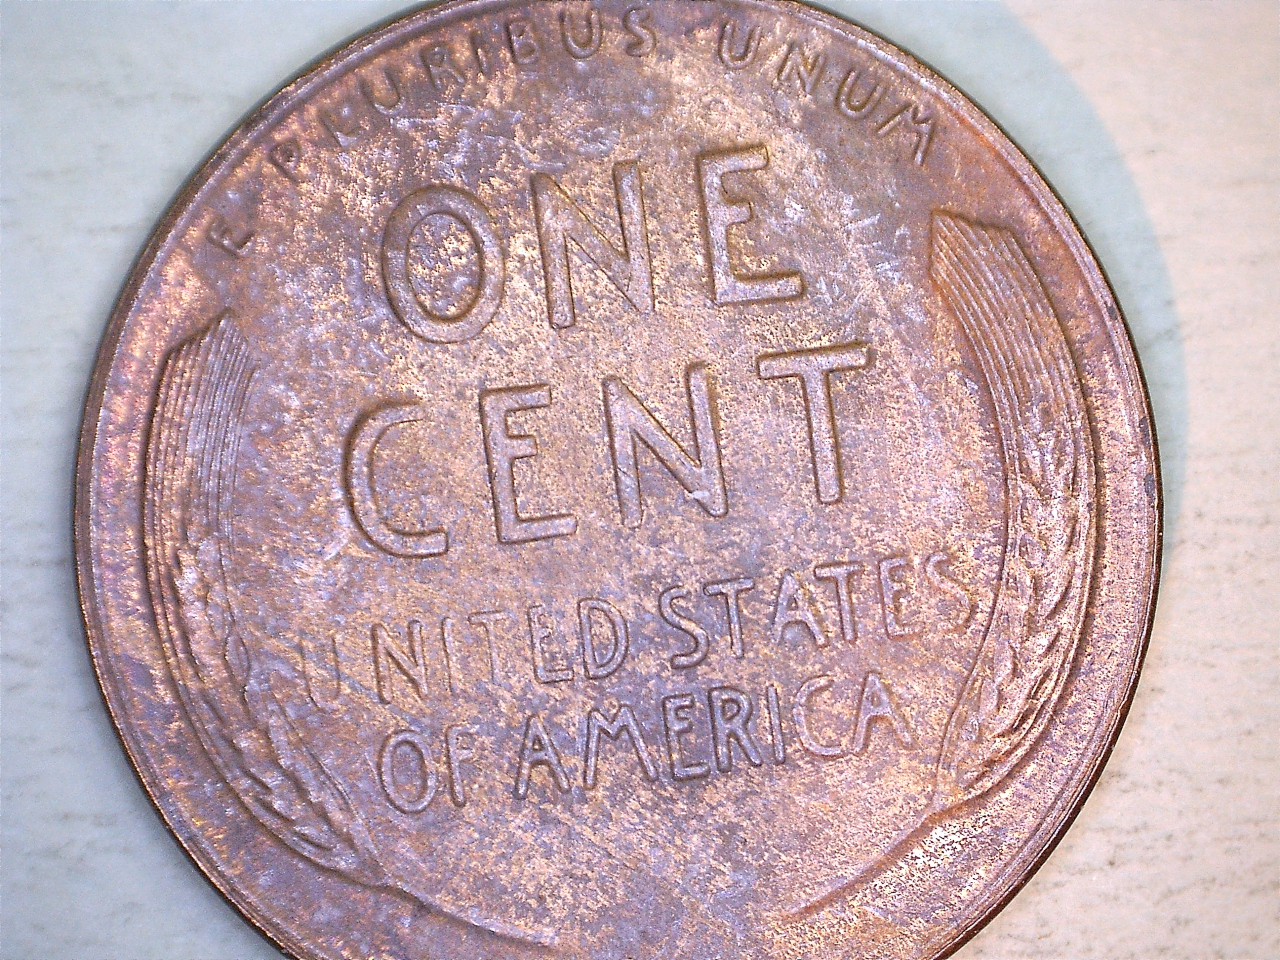 E PLURIBUS UNUM
ONE
CENT
UNITED STATES
OF AMERICA